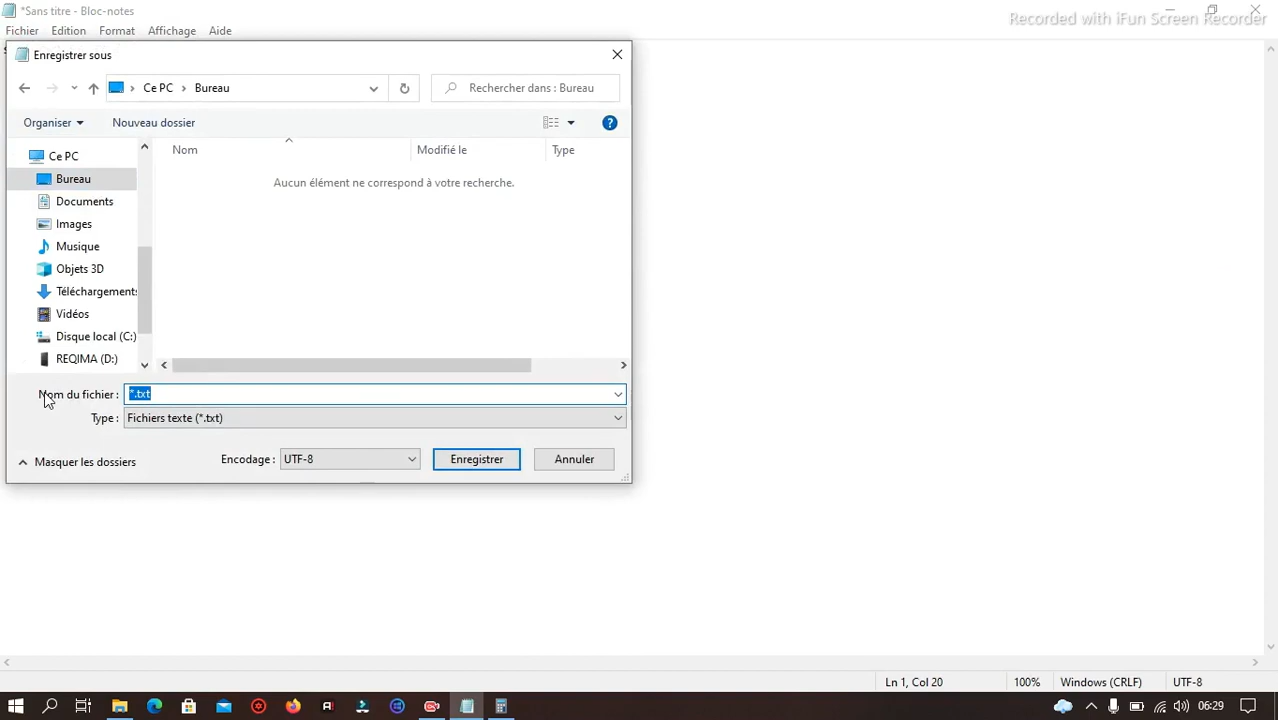 *Sans titre - Bloc-notes
Recorded with iFun Screen Recorder
Fichier Edition Format Affichage Aide
Enregistrer sous
Ce PC > Bureau
Rechercher dans : Bureau
Organiser Nouveau dossier
Nom Modifié le Type
Aucun élément ne correspond à votre recherche.
Ce PC
Bureau
Documents
Images
Musique
Objets 3D
Téléchargements
Vidéos
Disque local (C:)
REQIMA (D:)
Nom du fichier : *.txt
Type : Fichiers texte (*.txt)
Masquer les dossiers
Encodage : UTF-8 Enregistrer Annuler
Ln 1, Col 20 100% Windows (CRLF) UTF-8
06:29